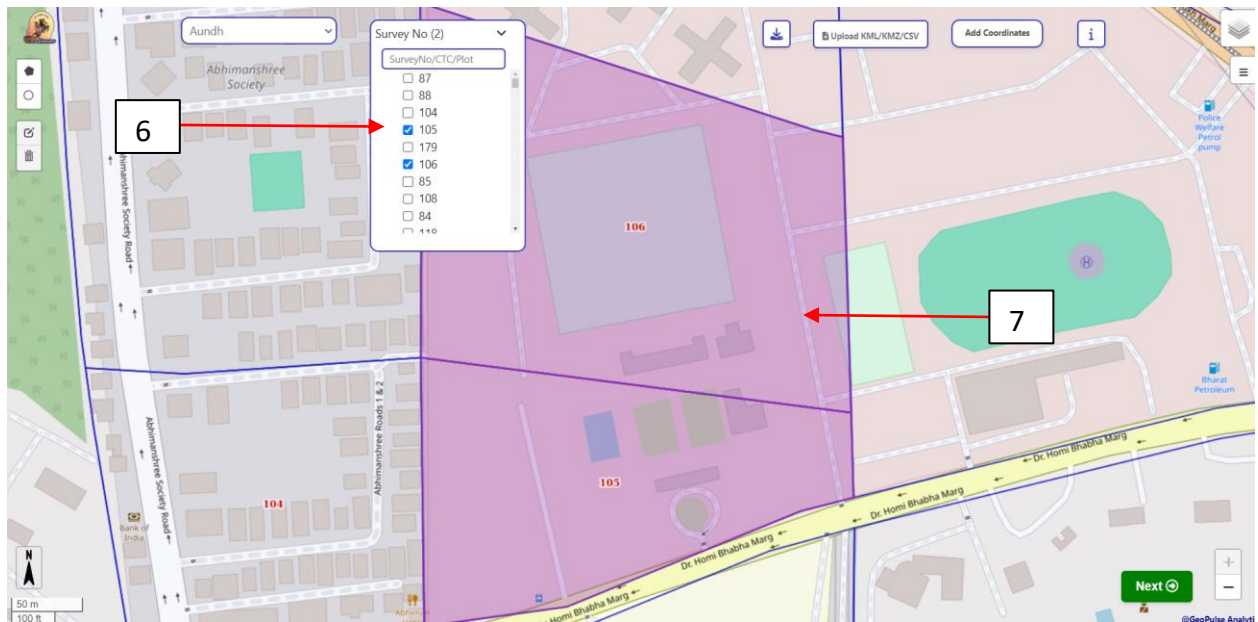 Aundh
Survey No (2)
SurveyNo/CTC/Plot
87
88
104
105
179
106
85
108
84
118
Upload KML/KMZ/CSV
Add Coordinates
i
6
7
Abhimanshree
Society
Police
Welfare
Petrol
pump
Abhimanshree Society Road
106
H
Bharat
Petroleum
Abhimanshree Roads 1 & 2
Abhimanshree Society Road
Dr. Homi Bhabha Marg
Dr. Homi Bhabha Marg
105
104
Bank of
India
Dr. Homi Bhabha Marg
Homi Bhabha Marg
N
50 m
100 ft
Next
+
−
@GeoPulse Analyti